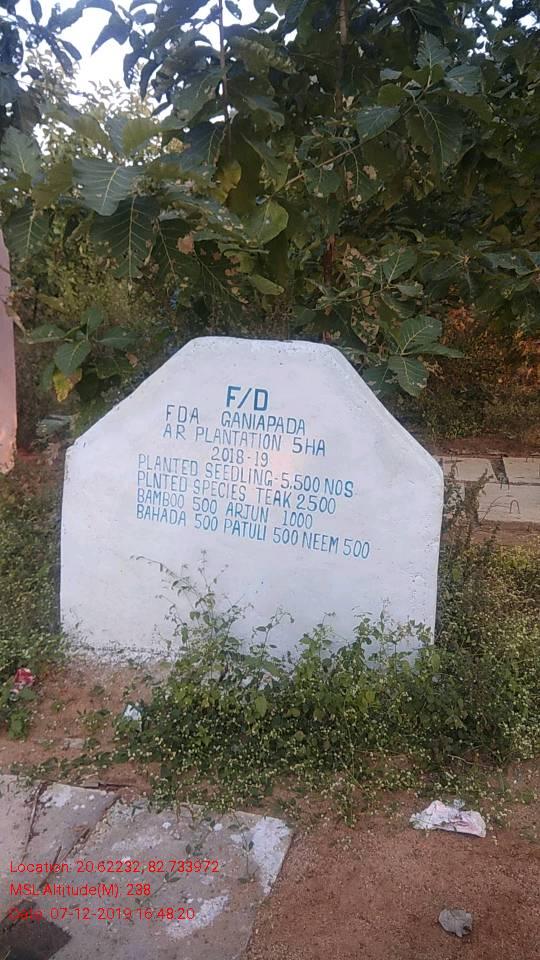 F/D
FDA GANIAPADA
AR PLANTATION 5HA
2018-19
PLANTED SEEDLING-5.500 NOS
PLNTED SPECIES TEAK 2500
BAMBOO 500 ARJUN 1000
BAHADA 500 PATULI 500 NEEM 500
Location: 20.62232, 82.733972
MSL Altitude(M): 238
Date: 07-12-2019 16:48:20